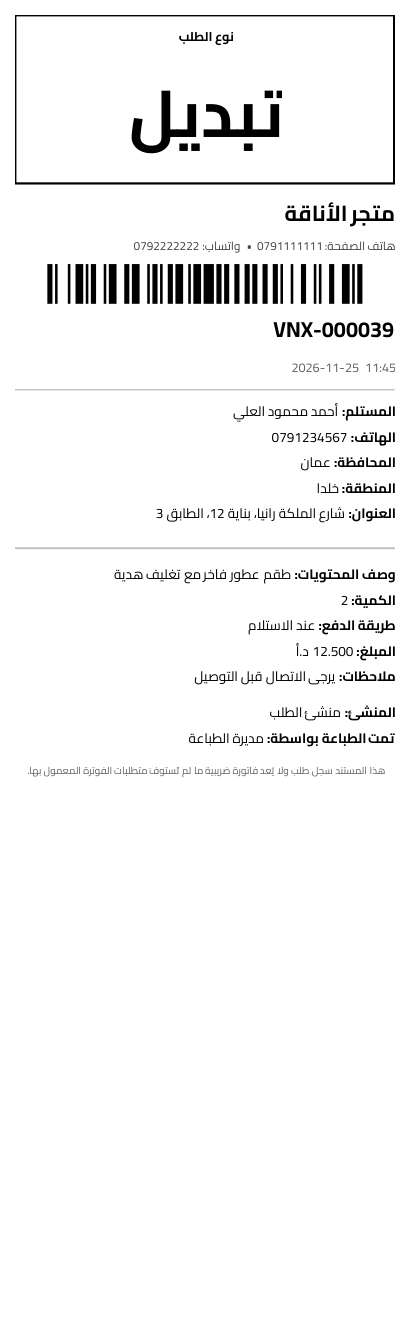 نوع الطلب
تبديل
متجر الأناقة
هاتف الصفحة: 0791111111 • واتساب: 0792222222
VNX-000039
2026-11-25 11:45
المستلم: أحمد محمود العلي
الهاتف: 0791234567
المحافظة: عمان
المنطقة: خلدا
العنوان: شارع الملكة رانيا، بناية 12، الطابق 3
وصف المحتويات: طقم عطور فاخر مع تغليف هدية
الكمية: 2
طريقة الدفع: عند الاستلام
المبلغ: 12.500 د.أ
ملاحظات: يرجى الاتصال قبل التوصيل
المنشئ: منشئ الطلب
تمت الطباعة بواسطة: مديرة الطباعة
هذا المستند سجل طلب ولا يُعد فاتورة ضريبية ما لم تُستوفَ متطلبات الفوترة المعمول بها.